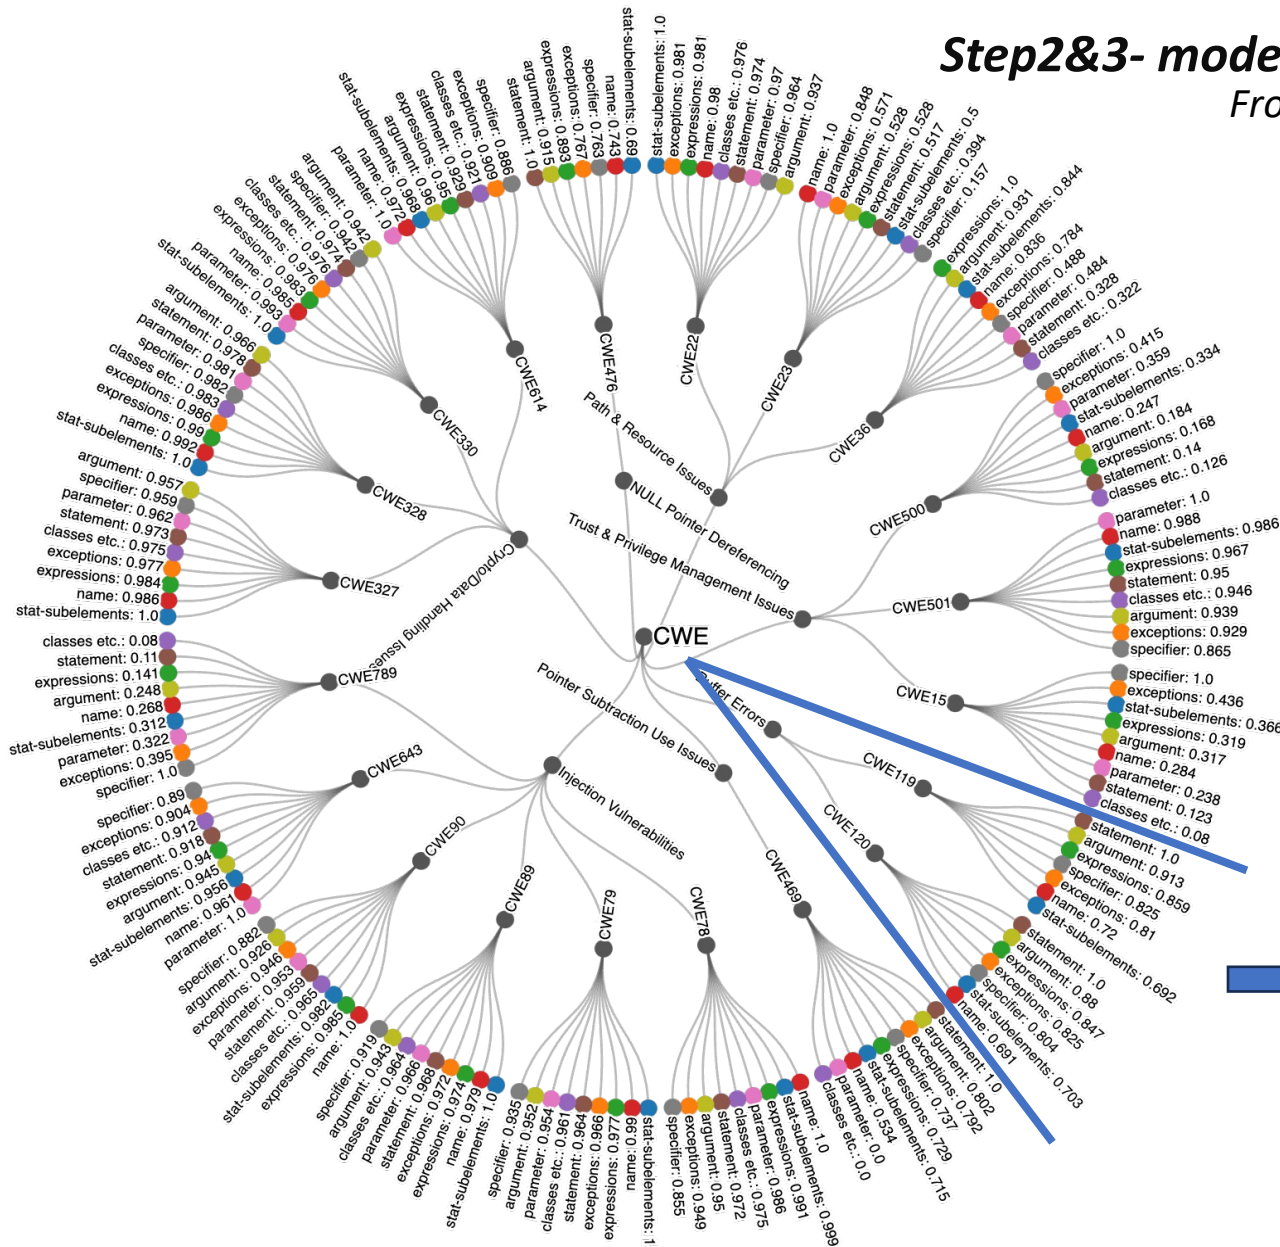 Step2&3- mode
Fro
CWE
Path & Resource Issues
CWE22
stat-subelements: 1.0
exceptions: 0.981
expressions: 0.981
name: 0.98
classes etc.: 0.976
statement: 0.974
parameter: 0.97
specifier: 0.964
argument: 0.937
CWE23
name: 1.0
parameter: 0.848
exceptions: 0.571
argument: 0.528
expressions: 0.528
statement: 0.517
stat-subelements: 0.5
classes etc.: 0.394
specifier: 0.157
CWE36
expressions: 1.0
argument: 0.931
stat-subelements: 0.844
name: 0.836
exceptions: 0.784
specifier: 0.488
parameter: 0.484
statement: 0.328
classes etc.: 0.322
Trust & Privilege Management Issues
CWE500
specifier: 1.0
exceptions: 0.415
parameter: 0.359
stat-subelements: 0.334
name: 0.247
argument: 0.184
expressions: 0.168
statement: 0.14
classes etc.: 0.126
CWE501
parameter: 1.0
name: 0.988
stat-subelements: 0.986
expressions: 0.967
statement: 0.95
classes etc.: 0.946
argument: 0.939
exceptions: 0.929
specifier: 0.865
CWE15
specifier: 1.0
exceptions: 0.436
stat-subelements: 0.366
expressions: 0.319
argument: 0.317
name: 0.284
parameter: 0.238
statement: 0.123
classes etc.: 0.08
Buffer Errors
CWE119
statement: 1.0
argument: 0.913
expressions: 0.859
specifier: 0.825
exceptions: 0.81
name: 0.72
stat-subelements: 0.692
CWE120
statement: 1.0
argument: 0.88
expressions: 0.847
exceptions: 0.825
specifier: 0.804
stat-subelements: 0.703
name: 0.691
Pointer Subtraction Use Issues
CWE469
statement: 1.0
argument: 0.802
exceptions: 0.792
specifier: 0.737
expressions: 0.729
stat-subelements: 0.715
name: 0.534
parameter: 0.0
classes etc.: 0.0
Injection Vulnerabilities
CWE78
name: 1.0
stat-subelements: 0.999
expressions: 0.991
parameter: 0.986
classes etc.: 0.975
statement: 0.972
argument: 0.95
exceptions: 0.949
specifier: 0.855
CWE79
stat-subelements: 1
name: 0.99
expressions: 0.977
exceptions: 0.966
statement: 0.964
classes etc.: 0.961
parameter: 0.954
argument: 0.952
specifier: 0.935
CWE89
stat-subelements: 1.0
name: 0.979
expressions: 0.974
exceptions: 0.972
statement: 0.968
parameter: 0.966
classes etc.: 0.964
argument: 0.943
specifier: 0.919
CWE90
name: 1.0
expressions: 0.985
stat-subelements: 0.982
classes etc.: 0.965
statement: 0.959
parameter: 0.953
exceptions: 0.946
argument: 0.926
specifier: 0.882
CWE643
parameter: 1.0
name: 0.961
stat-subelements: 0.956
argument: 0.945
expressions: 0.94
statement: 0.918
classes etc.: 0.912
exceptions: 0.904
specifier: 0.89
CWE789
specifier: 1.0
exceptions: 0.395
parameter: 0.322
stat-subelements: 0.312
name: 0.268
argument: 0.248
expressions: 0.141
statement: 0.11
classes etc.: 0.08
Crypto/Data Handling Issues
CWE327
stat-subelements: 1.0
name: 0.986
expressions: 0.984
exceptions: 0.977
classes etc.: 0.975
statement: 0.973
parameter: 0.962
specifier: 0.959
argument: 0.957
CWE328
stat-subelements: 1.0
name: 0.992
expressions: 0.99
exceptions: 0.986
classes etc.: 0.983
specifier: 0.982
parameter: 0.981
statement: 0.978
argument: 0.966
CWE330
stat-subelements: 1.0
parameter: 0.993
name: 0.985
expressions: 0.983
exceptions: 0.976
classes etc.: 0.976
statement: 0.974
specifier: 0.942
argument: 0.942
CWE614
parameter: 1.0
name: 0.972
stat-subelements: 0.968
argument: 0.96
expressions: 0.95
statement: 0.929
classes etc.: 0.921
exceptions: 0.909
specifier: 0.886
NULL Pointer Dereferencing
CWE476
statement: 1.0
argument: 0.915
expressions: 0.893
exceptions: 0.767
specifier: 0.763
name: 0.743
stat-subelements: 0.69